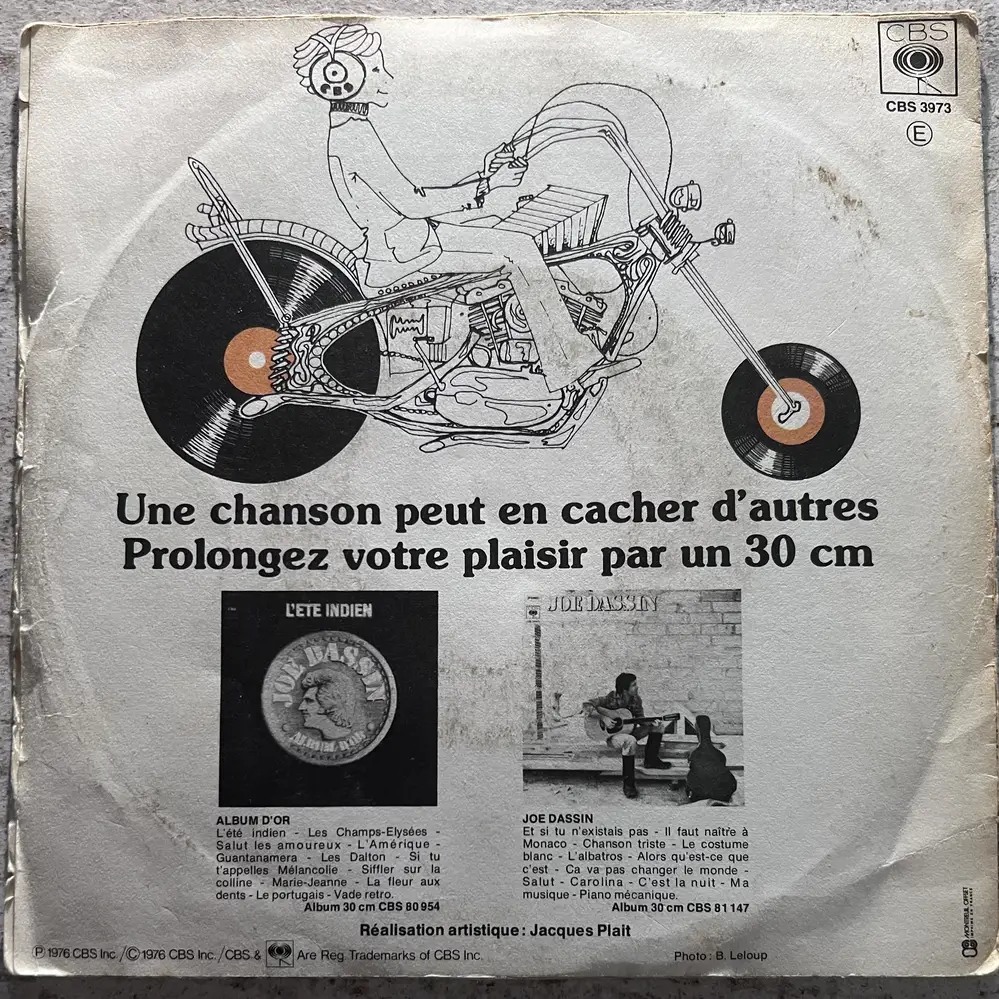 CBS
CBS 3973
E
CBS
Une chanson peut en cacher d'autres
Prolongez votre plaisir par un 30 cm
L'ETE INDIEN
JOE DASSIN
ALBUM D'OR
JOE DASSIN
ALBUM D'OR
L'été indien - Les Champs-Elysées -
Salut les amoureux - L'Amérique -
Guantanamera - Les Dalton - Si tu
t'appelles Mélancolie - Siffler sur la
colline - Marie-Jeanne - La fleur aux
dents - Le portugais - Vade retro.
Album 30 cm CBS 80 954
JOE DASSIN
Et si tu n'existais pas - Il faut naître à
Monaco - Chanson triste - Le costume
blanc - L'albatros - Alors qu'est-ce que
c'est - Ca va pas changer le monde -
Salut - Carolina - C'est la nuit - Ma
musique - Piano mécanique.
Album 30 cm CBS 81 147
Réalisation artistique : Jacques Plait
Ⓟ 1976 CBS Inc./© 1976 CBS Inc./CBS & Are Reg. Trademarks of CBS Inc.
Photo : B. Leloup
MONTREUIL OFFSET
IMPRIMÉ EN FRANCE